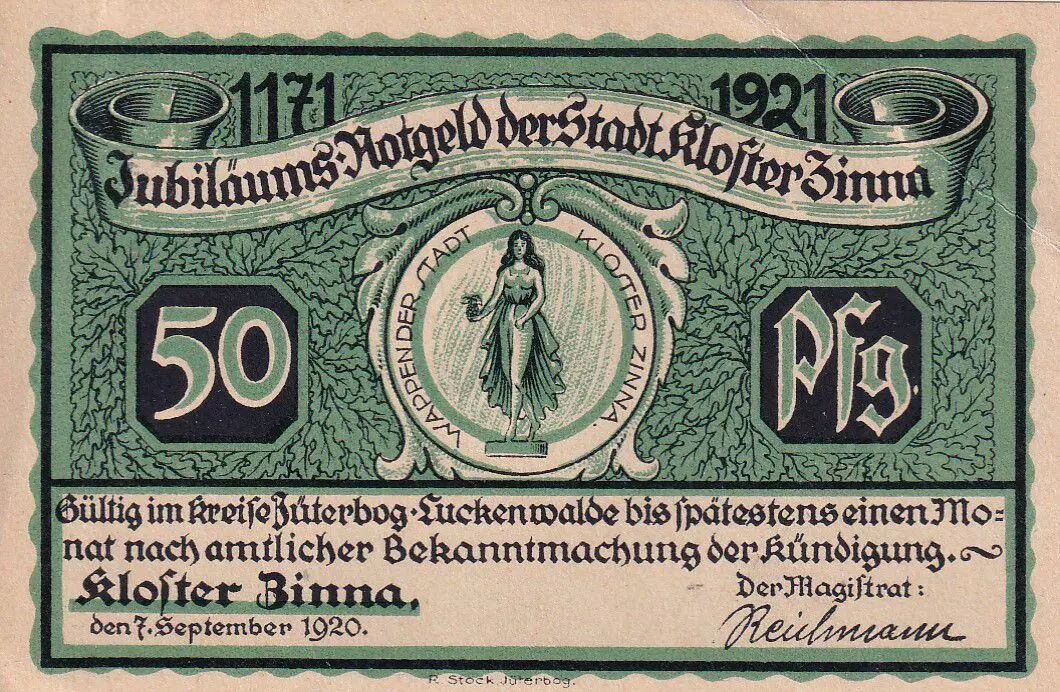 1171 1921
Jubiläums-Notgeld der Stadt Kloster Zinna
WAPPEN DER STADT KLOSTER ZINNA.
50 Pfg.
Gültig im Kreise Jüterbog-Luckenwalde bis spätestens einen Mo=
nat nach amtlicher Bekanntmachung der Kündigung.
Kloster Zinna,
den 7. September 1920.
Der Magistrat:
Reichmann
R. Stock, Jüterbog.